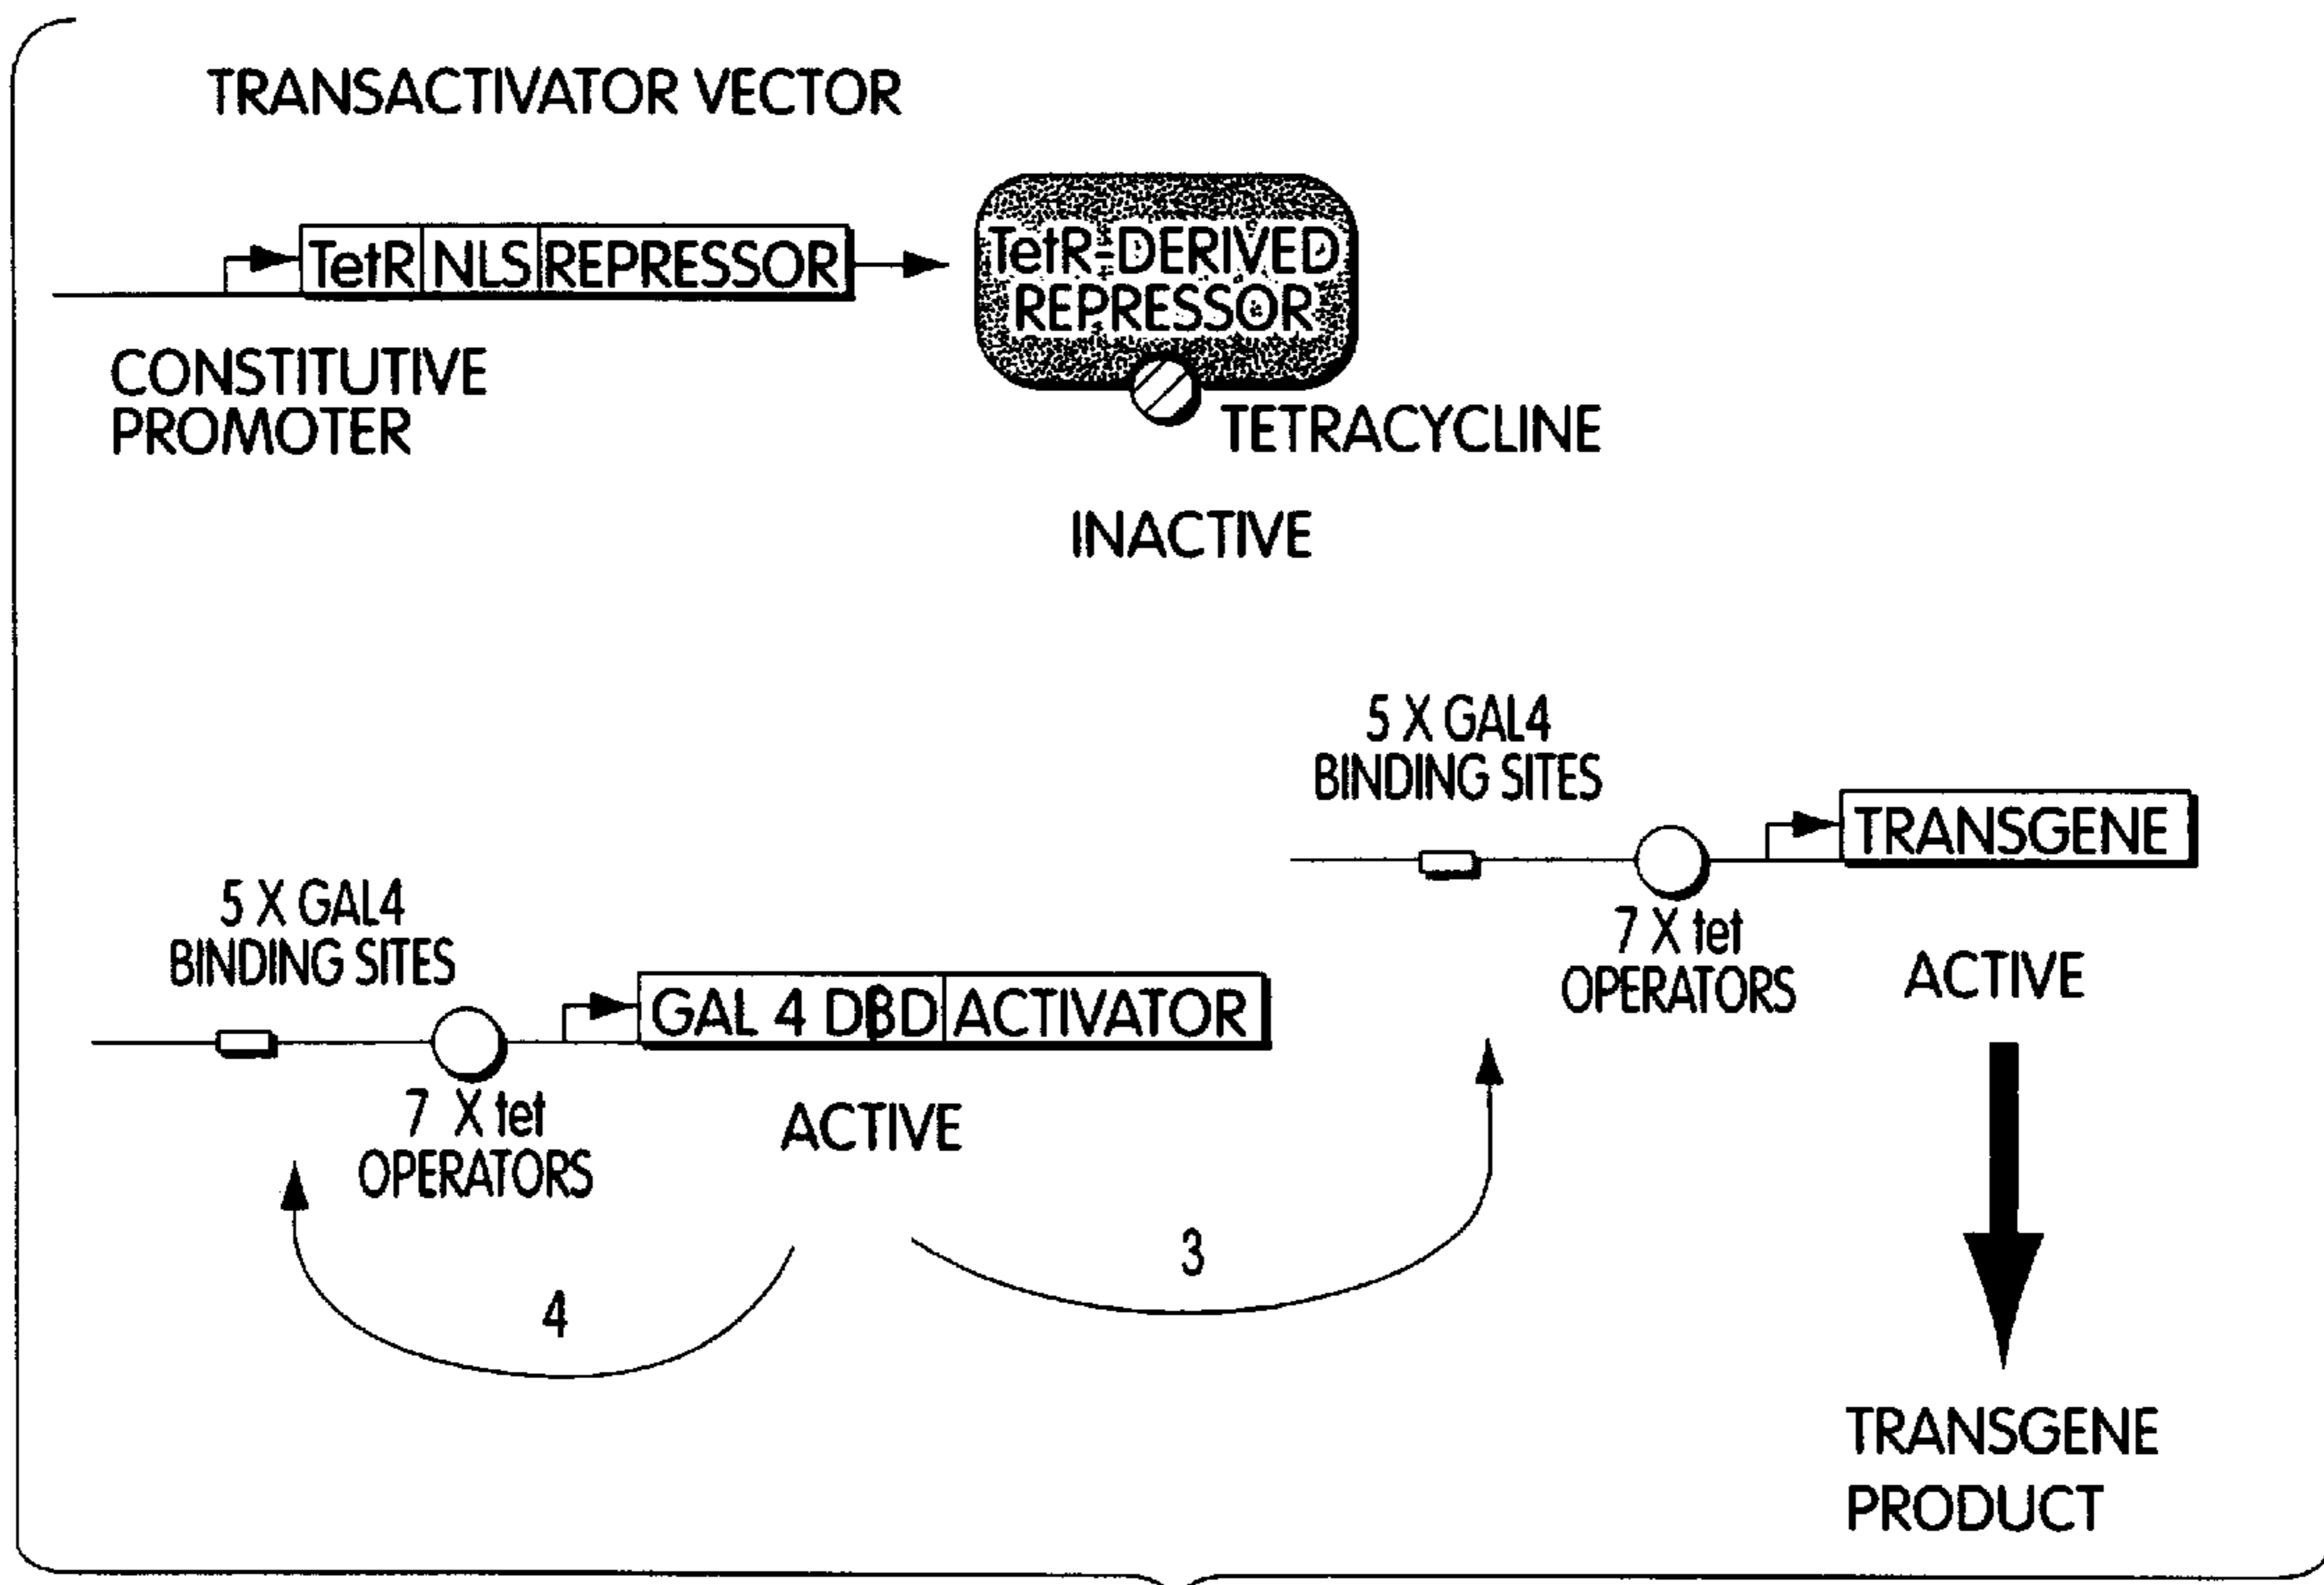 TRANSACTIVATOR VECTOR
TetR NLS REPRESSOR
TetR-DERIVED
REPRESSOR
CONSTITUTIVE
PROMOTER
TETRACYCLINE
INACTIVE
5 X GAL4
BINDING SITES
TRANSGENE
7 X tet
OPERATORS
ACTIVE
5 X GAL4
BINDING SITES
GAL 4 DBD ACTIVATOR
7 X tet
OPERATORS
ACTIVE
3
4
TRANSGENE
PRODUCT